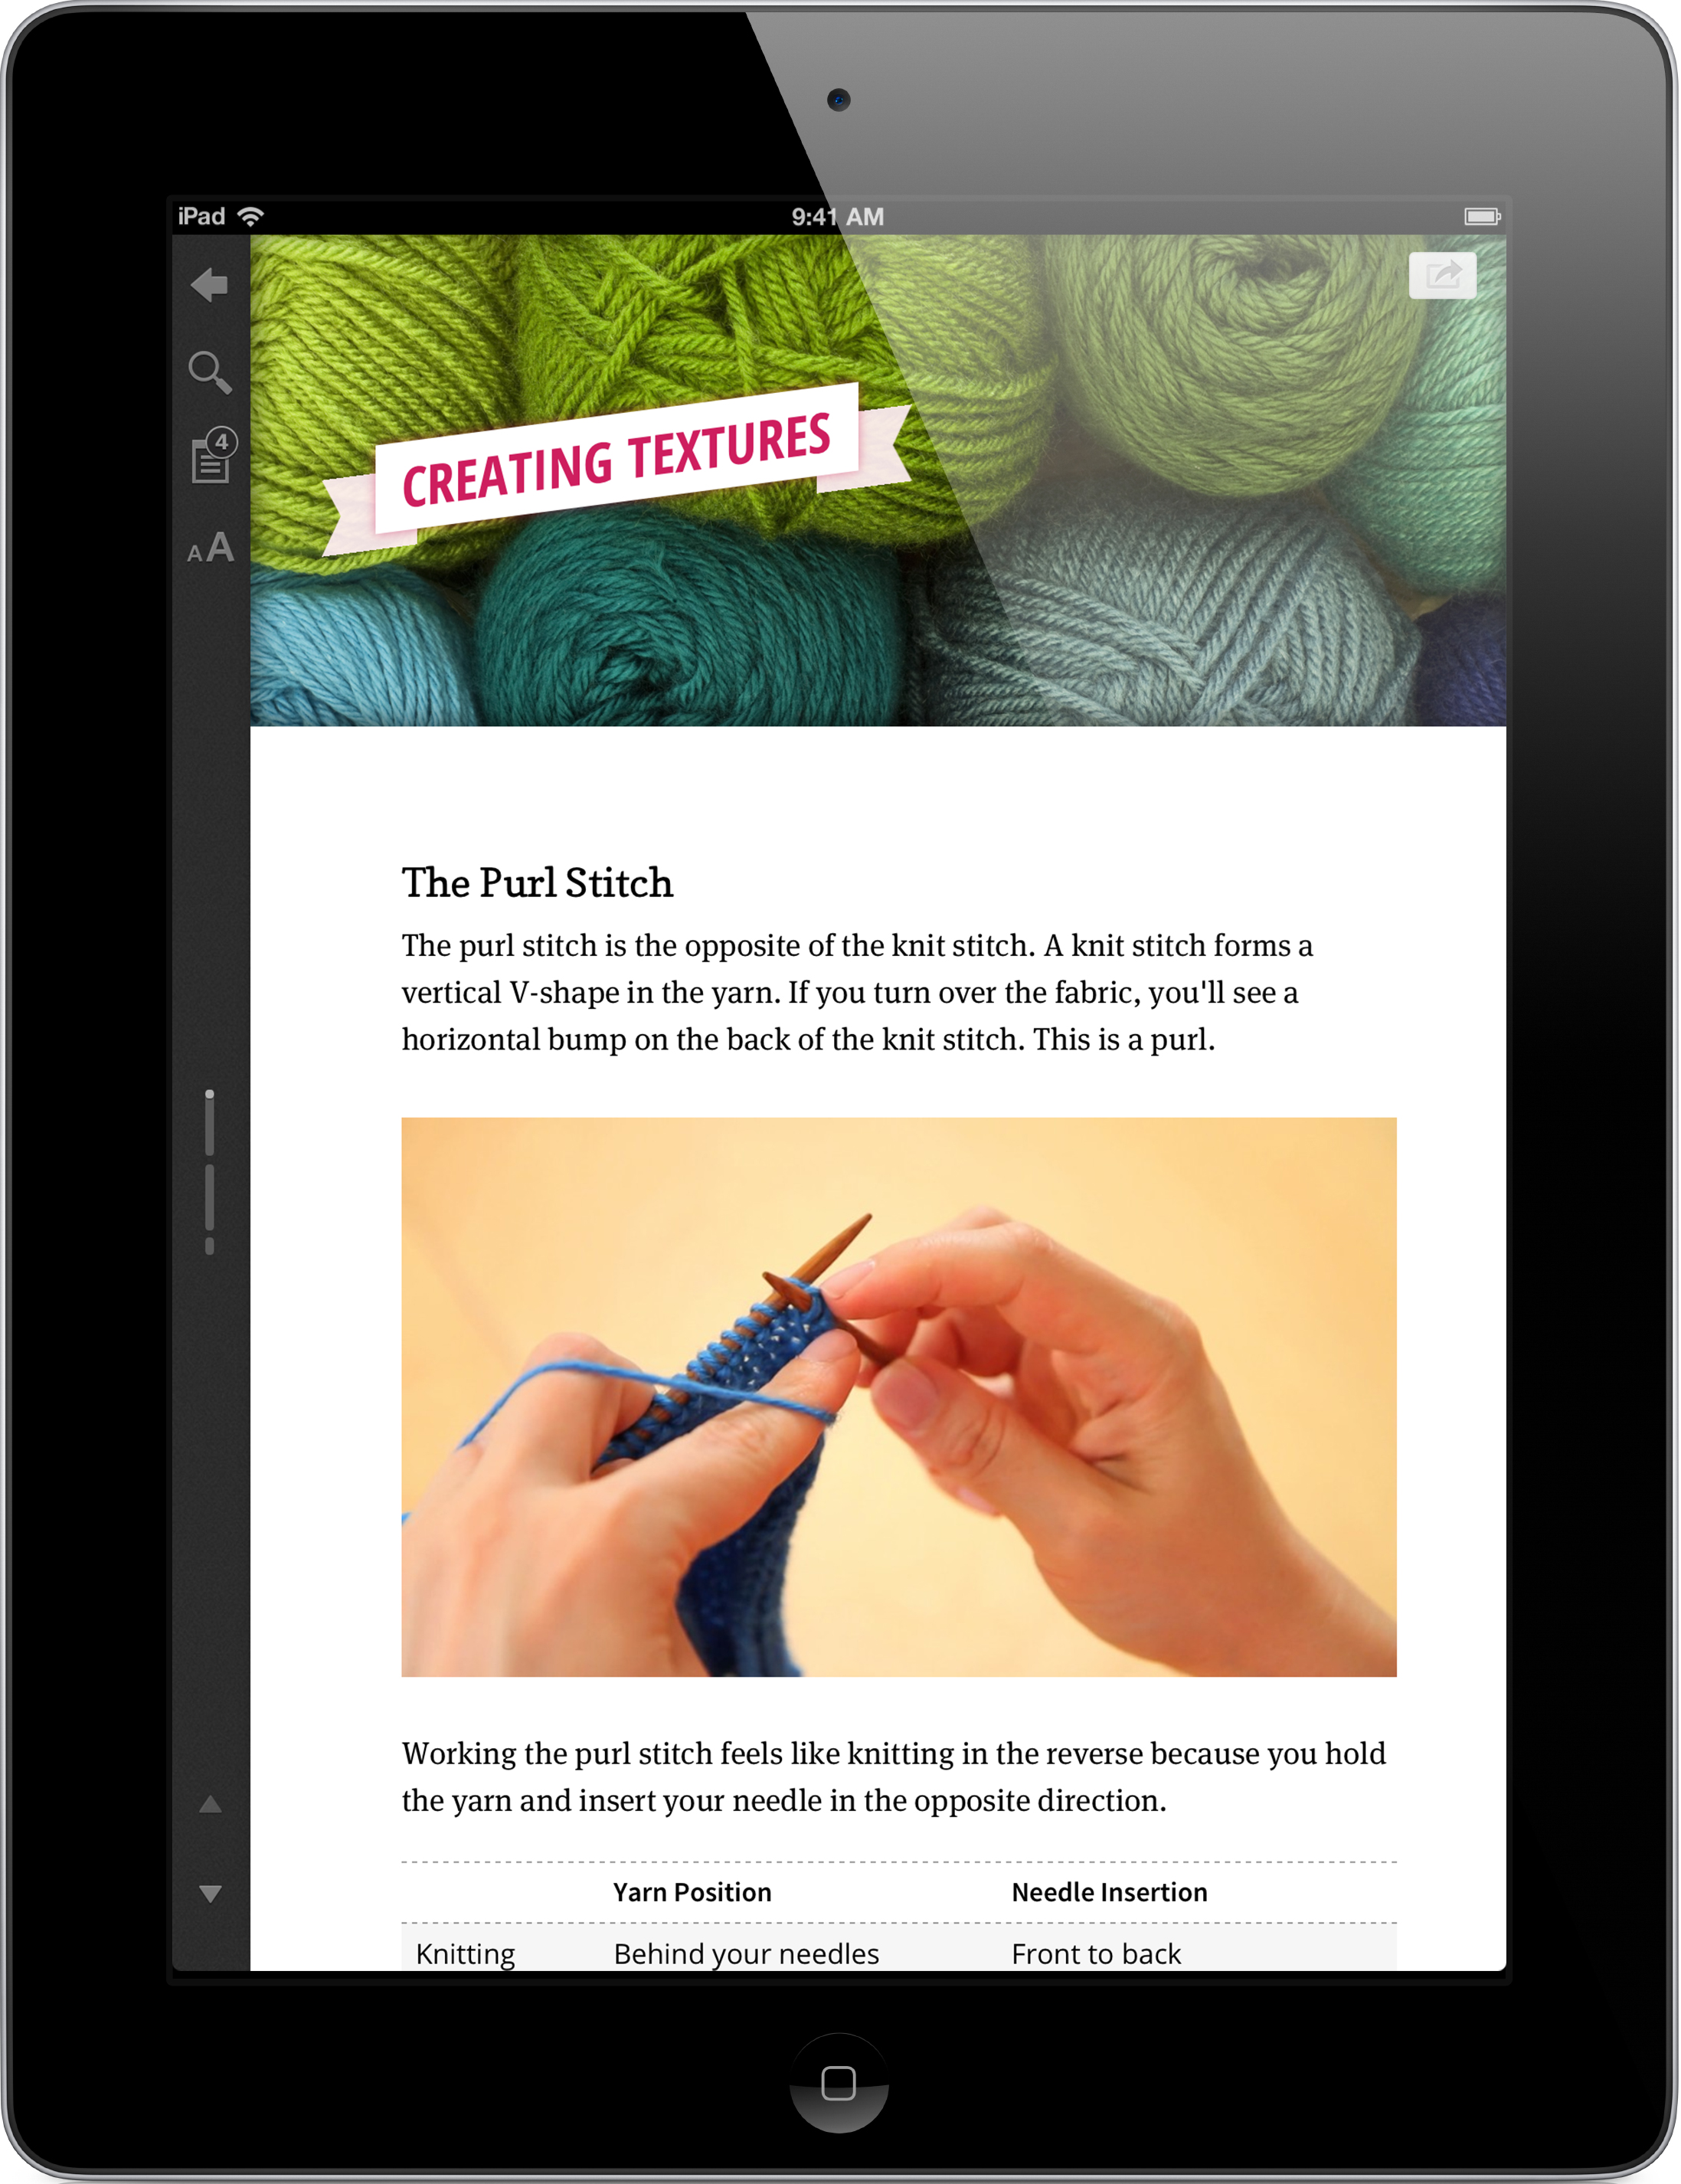 iPad 9:41 AM
4
AA
CREATING TEXTURES
The Purl Stitch
The purl stitch is the opposite of the knit stitch. A knit stitch forms a
vertical V-shape in the yarn. If you turn over the fabric, you'll see a
horizontal bump on the back of the knit stitch. This is a purl.
Working the purl stitch feels like knitting in the reverse because you hold
the yarn and insert your needle in the opposite direction.
Yarn Position Needle Insertion
Knitting Behind your needles Front to back